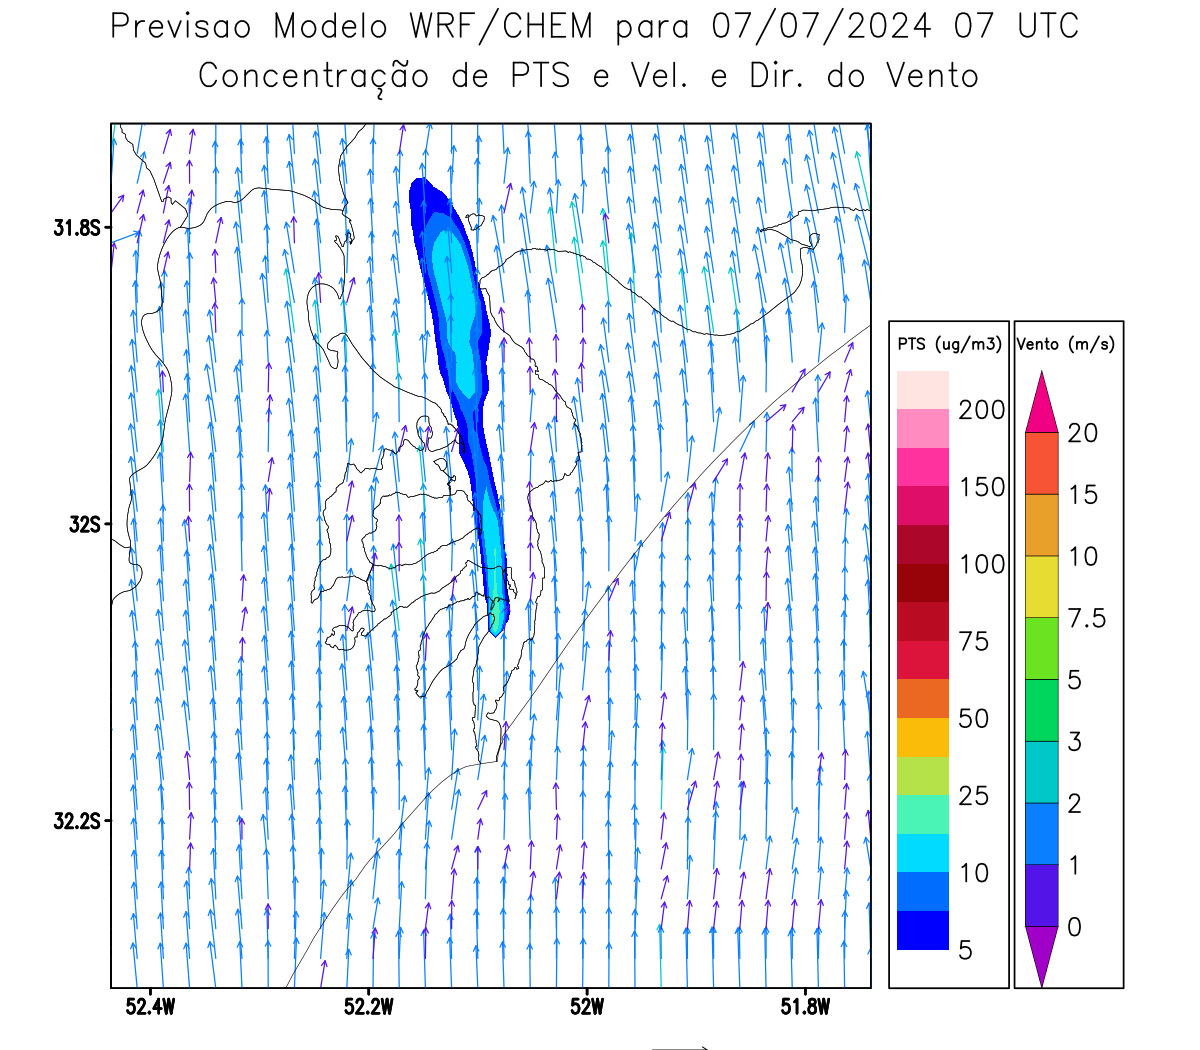 Previsao Modelo WRF/CHEM para 07/07/2024 07 UTC
Concentração de PTS e Vel. e Dir. do Vento
31.8S
32S
32.2S
52.4W
52.2W
52W
51.8W
PTS (ug/m3)
200
150
100
75
50
25
10
5
Vento (m/s)
20
15
10
7.5
5
3
2
1
0